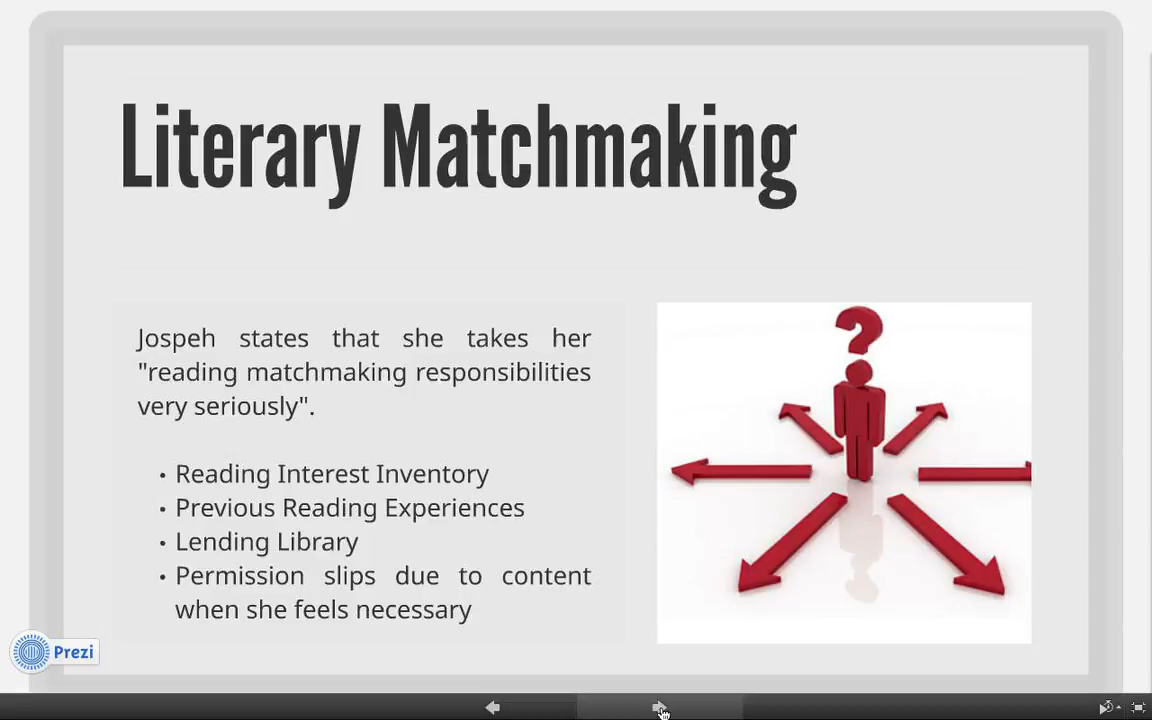 Literary Matchmaking
Jospeh states that she takes her
"reading matchmaking responsibilities
very seriously".
• Reading Interest Inventory
• Previous Reading Experiences
• Lending Library
• Permission slips due to content
when she feels necessary
?
Prezi